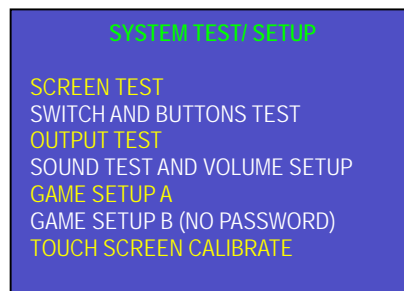 SYSTEM TEST/ SETUP
SCREEN TEST
SWITCH AND BUTTONS TEST
OUTPUT TEST
SOUND TEST AND VOLUME SETUP
GAME SETUP A
GAME SETUP B (NO PASSWORD)
TOUCH SCREEN CALIBRATE